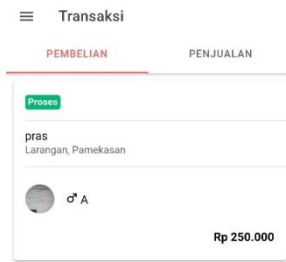 Transaksi
PEMBELIAN
PENJUALAN
Proses
pras
Larangan, Pamekasan
♂ A
Rp 250.000